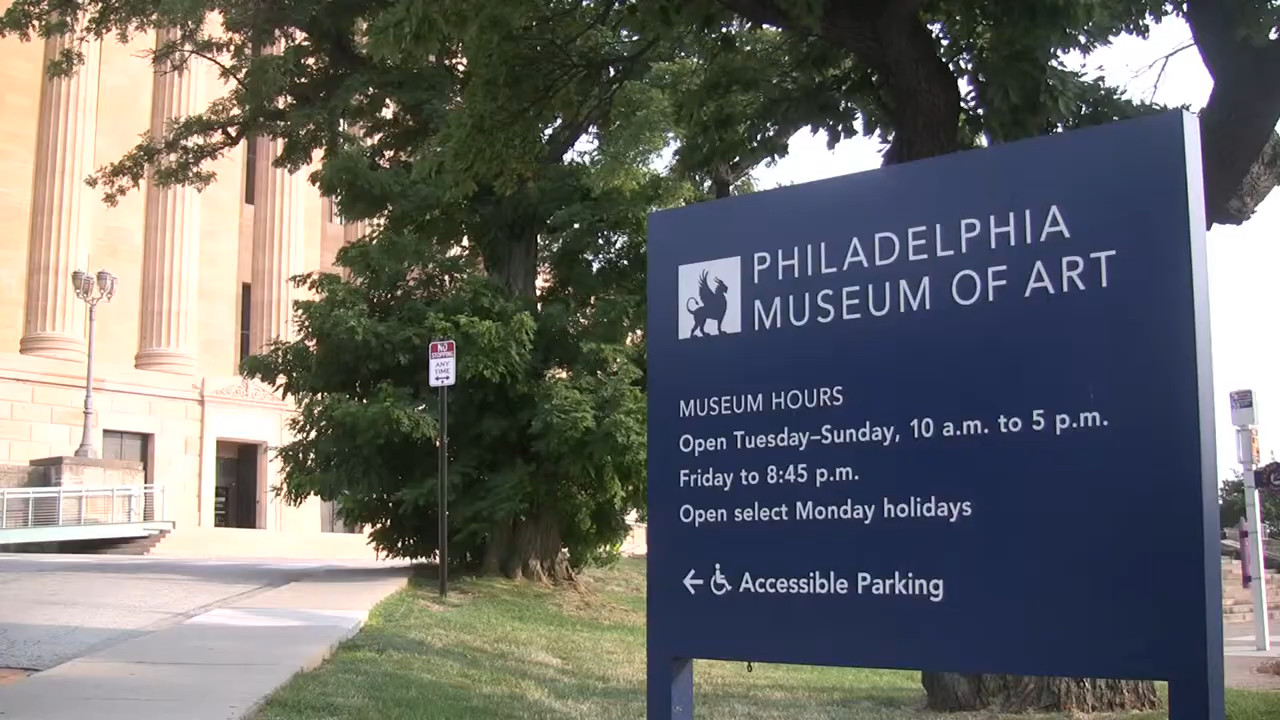 PHILADELPHIA
MUSEUM OF ART
MUSEUM HOURS
Open Tuesday–Sunday, 10 a.m. to 5 p.m.
Friday to 8:45 p.m.
Open select Monday holidays
Accessible Parking
NO
STOPPING
ANY
TIME